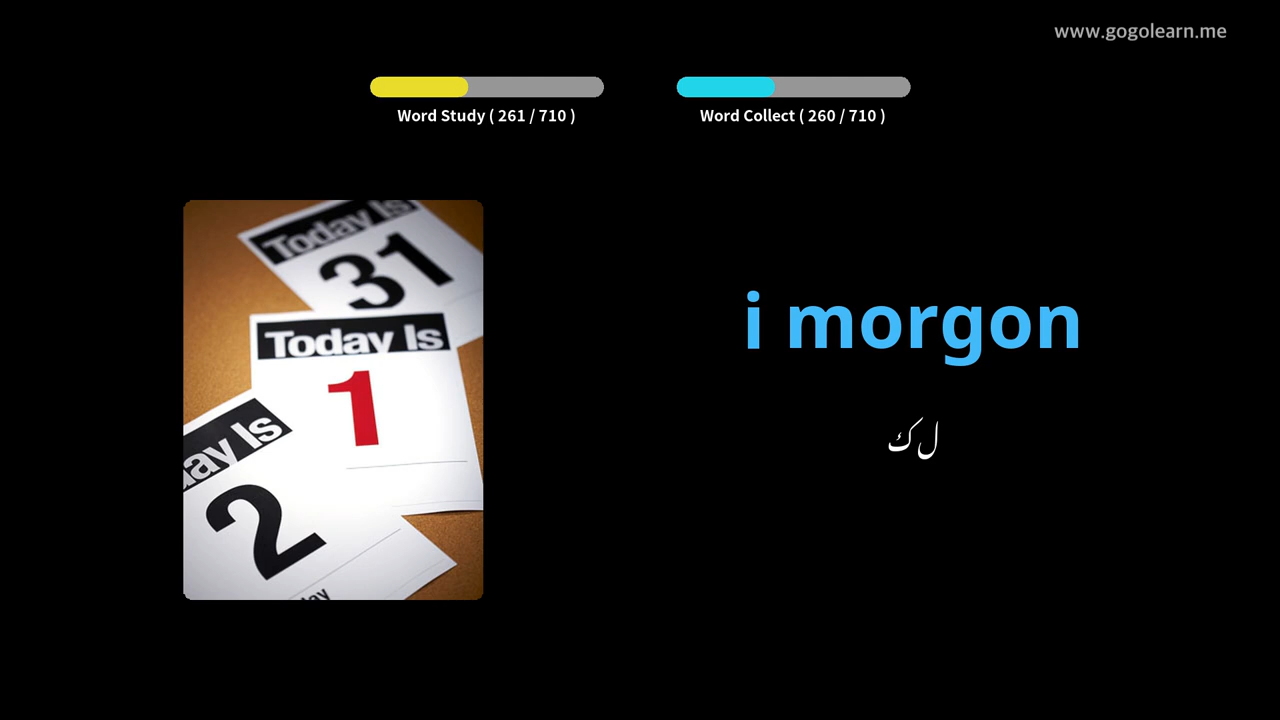 www.gogolearn.me
Word Study ( 261 / 710 )
Word Collect ( 260 / 710 )
Today Is
31
Today Is
1
ay Is
2
ay
i morgon
ل ك